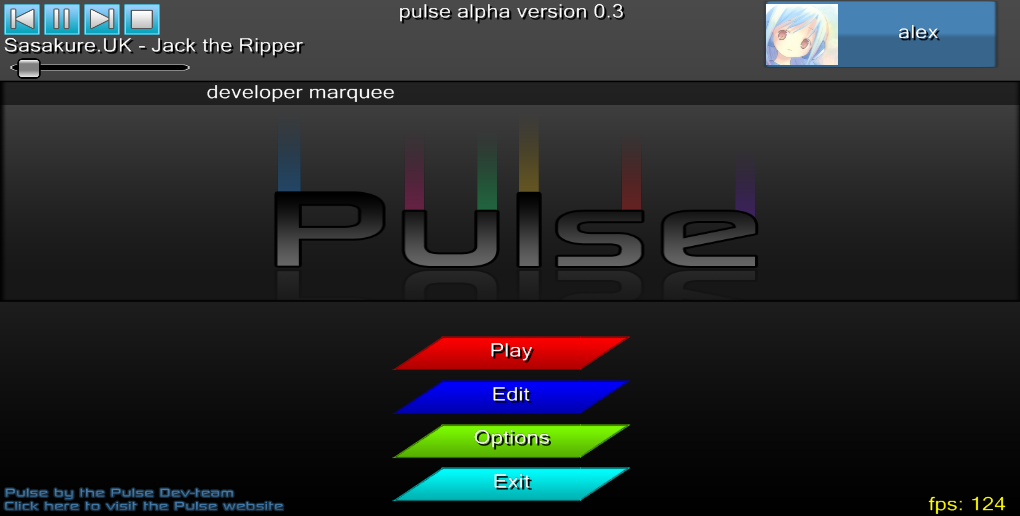 pulse alpha version 0.3
alex
Sasakure.UK - Jack the Ripper
developer marquee
Pulse
Play
Edit
Options
Exit
Pulse by the Pulse Dev-team
Click here to visit the Pulse website
fps: 124